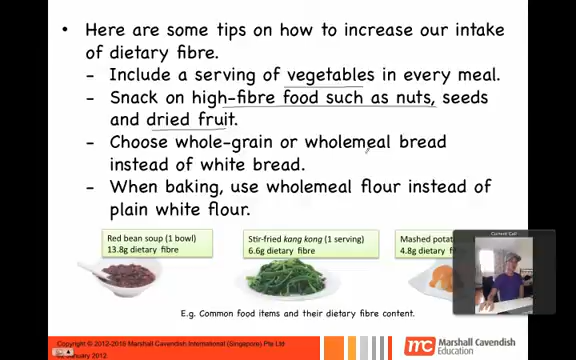 • Here are some tips on how to increase our intake
of dietary fibre.
– Include a serving of vegetables in every meal.
– Snack on high-fibre food such as nuts, seeds
and dried fruit.
– Choose whole-grain or wholemeal bread
instead of white bread.
– When baking, use wholemeal flour instead of
plain white flour.
Red bean soup (1 bowl)
13.8g dietary fibre
Stir-fried kang kong (1 serving)
6.6g dietary fibre
Mashed
4.8g dietary
Current Call
E.g. Common food items and their dietary fibre content.
Copyright © 2012-2018 Marshall Cavendish International (Singapore) Pte Ltd
January 2012.
mc Marshall Cavendish
Education